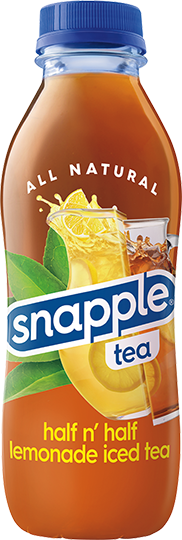 ALL NATURAL
snapple®
tea
half n' half
lemonade iced tea